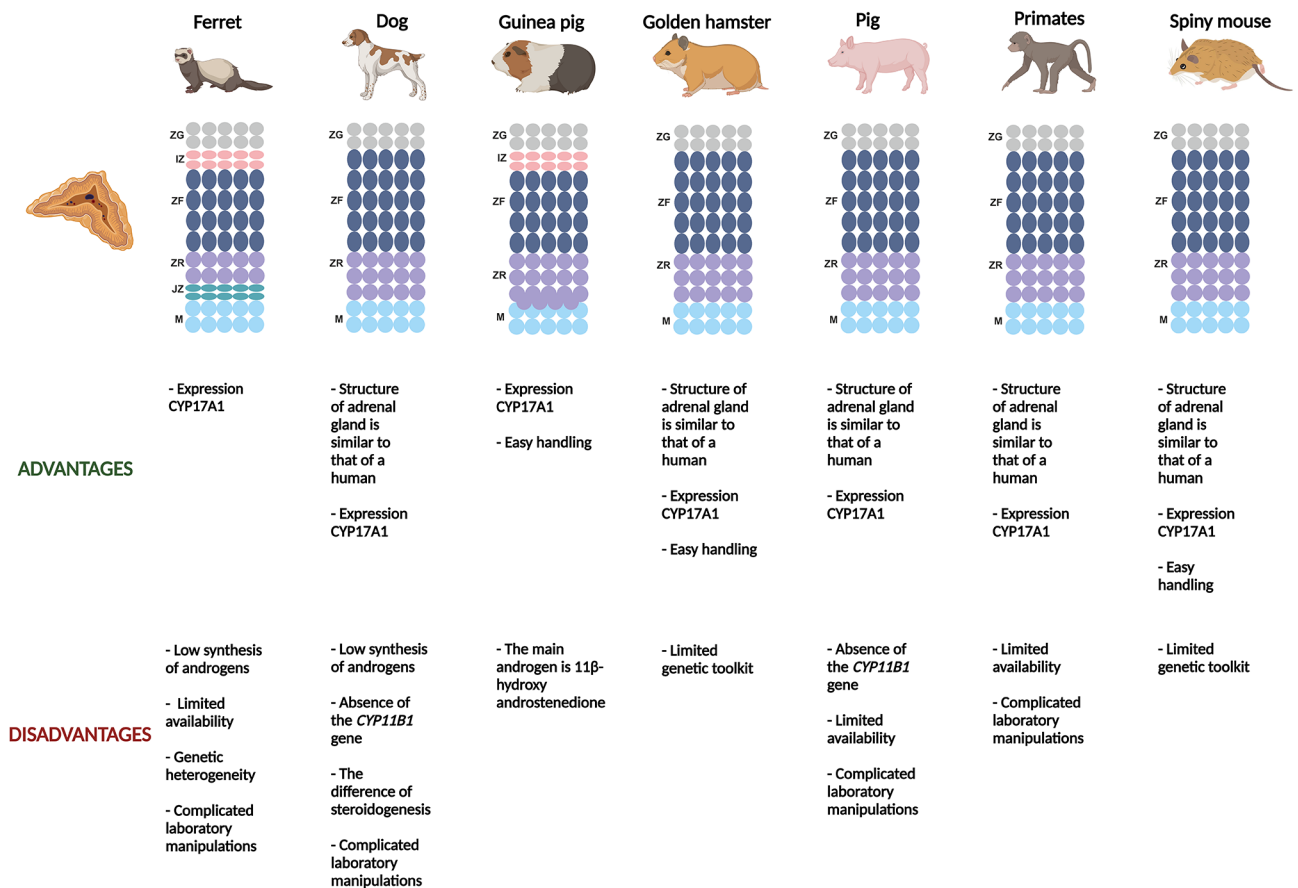 Ferret
Dog
Guinea pig
Golden hamster
Pig
Primates
Spiny mouse
ZG
IZ
ZF
ZR
JZ
M
ZG
ZF
ZR
M
ZG
IZ
ZF
ZR
M
ZG
ZF
ZR
M
ZG
ZF
ZR
M
ZG
ZF
ZR
M
ZG
ZF
ZR
M
ADVANTAGES
- Expression
CYP17A1
- Structure
of adrenal
gland is
similar to
that of a
human
- Expression
CYP17A1
- Expression
CYP17A1
- Easy handling
- Structure of
adrenal gland
is similar to
that of a
human
- Expression
CYP17A1
- Easy handling
- Structure of
adrenal gland
is similar to
that of a
human
- Expression
CYP17A1
- Structure
of adrenal
gland is
similar to
that of a
human
- Expression
CYP17A1
- Structure
of adrenal
gland is
similar to
that of a
human
- Expression
CYP17A1
- Easy
handling
DISADVANTAGES
- Low synthesis
of androgens
- Limited
availability
- Genetic
heterogeneity
- Complicated
laboratory
manipulations
- Low synthesis
of androgens
- Absence of
the CYP11B1
gene
- The
difference of
steroidogenesis
- Complicated
laboratory
manipulations
- The main
androgen is 11β-
hydroxy
androstenedione
- Limited
genetic toolkit
- Absence of
the CYP11B1
gene
- Limited
availability
- Complicated
laboratory
manipulations
- Limited
availability
- Complicated
laboratory
manipulations
- Limited
genetic toolkit